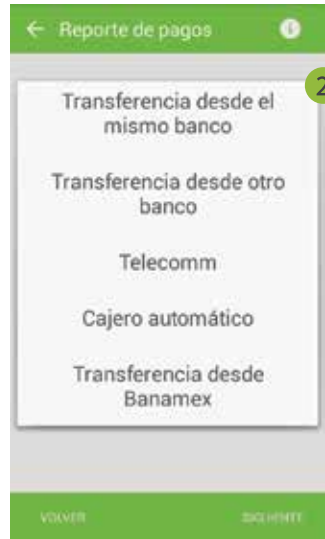 ← Reporte de pagos i
2
Transferencia desde el
mismo banco
Transferencia desde otro
banco
Telecomm
Cajero automático
Transferencia desde
Banamex
VOLVER SIGUIENTE